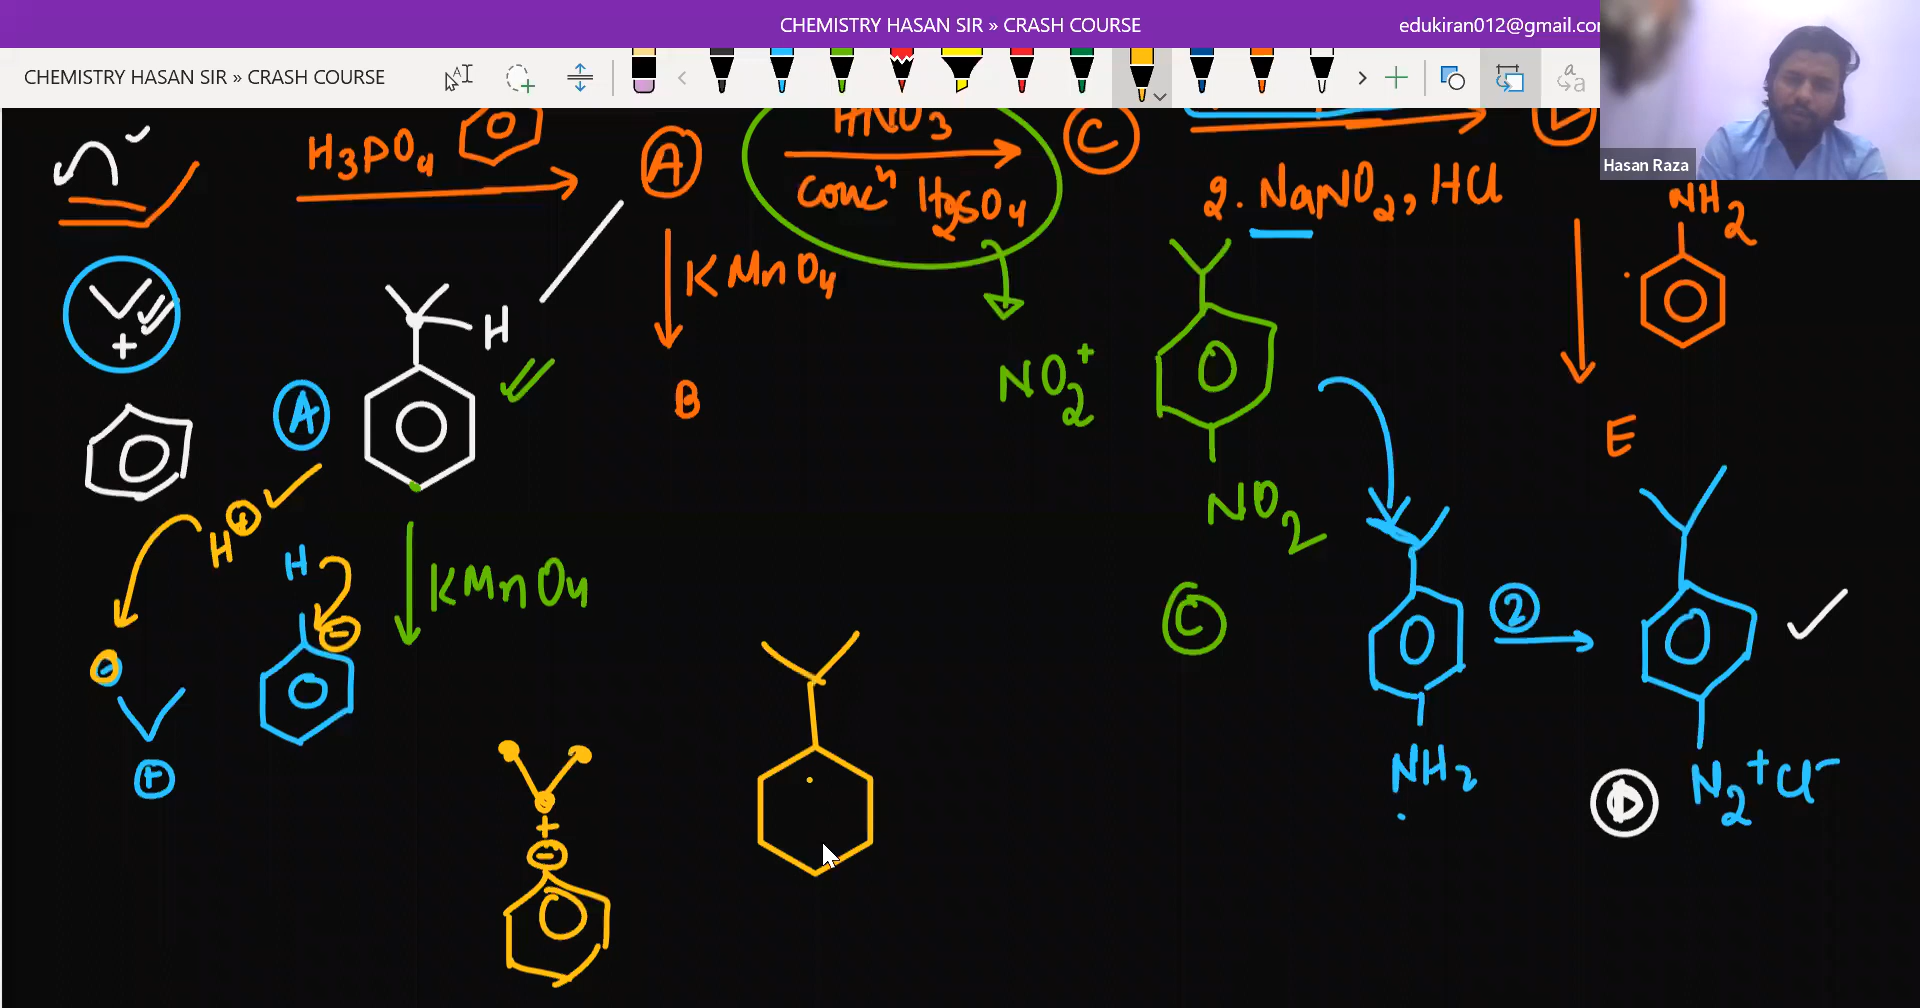 CHEMISTRY HASAN SIR » CRASH COURSE
edukiran012@gmail.co
CHEMISTRY HASAN SIR » CRASH COURSE
Hasan Raza
H3PO4
A
HNO3
Concⁿ H2SO4
C
2. NaNO2, HCl
NH2
KMnO4
B
H
A
NO2+
NO2
E
H+
H
KMnO4
C
2
NH2
D
N2+Cl-
+
+
-
-
+
-